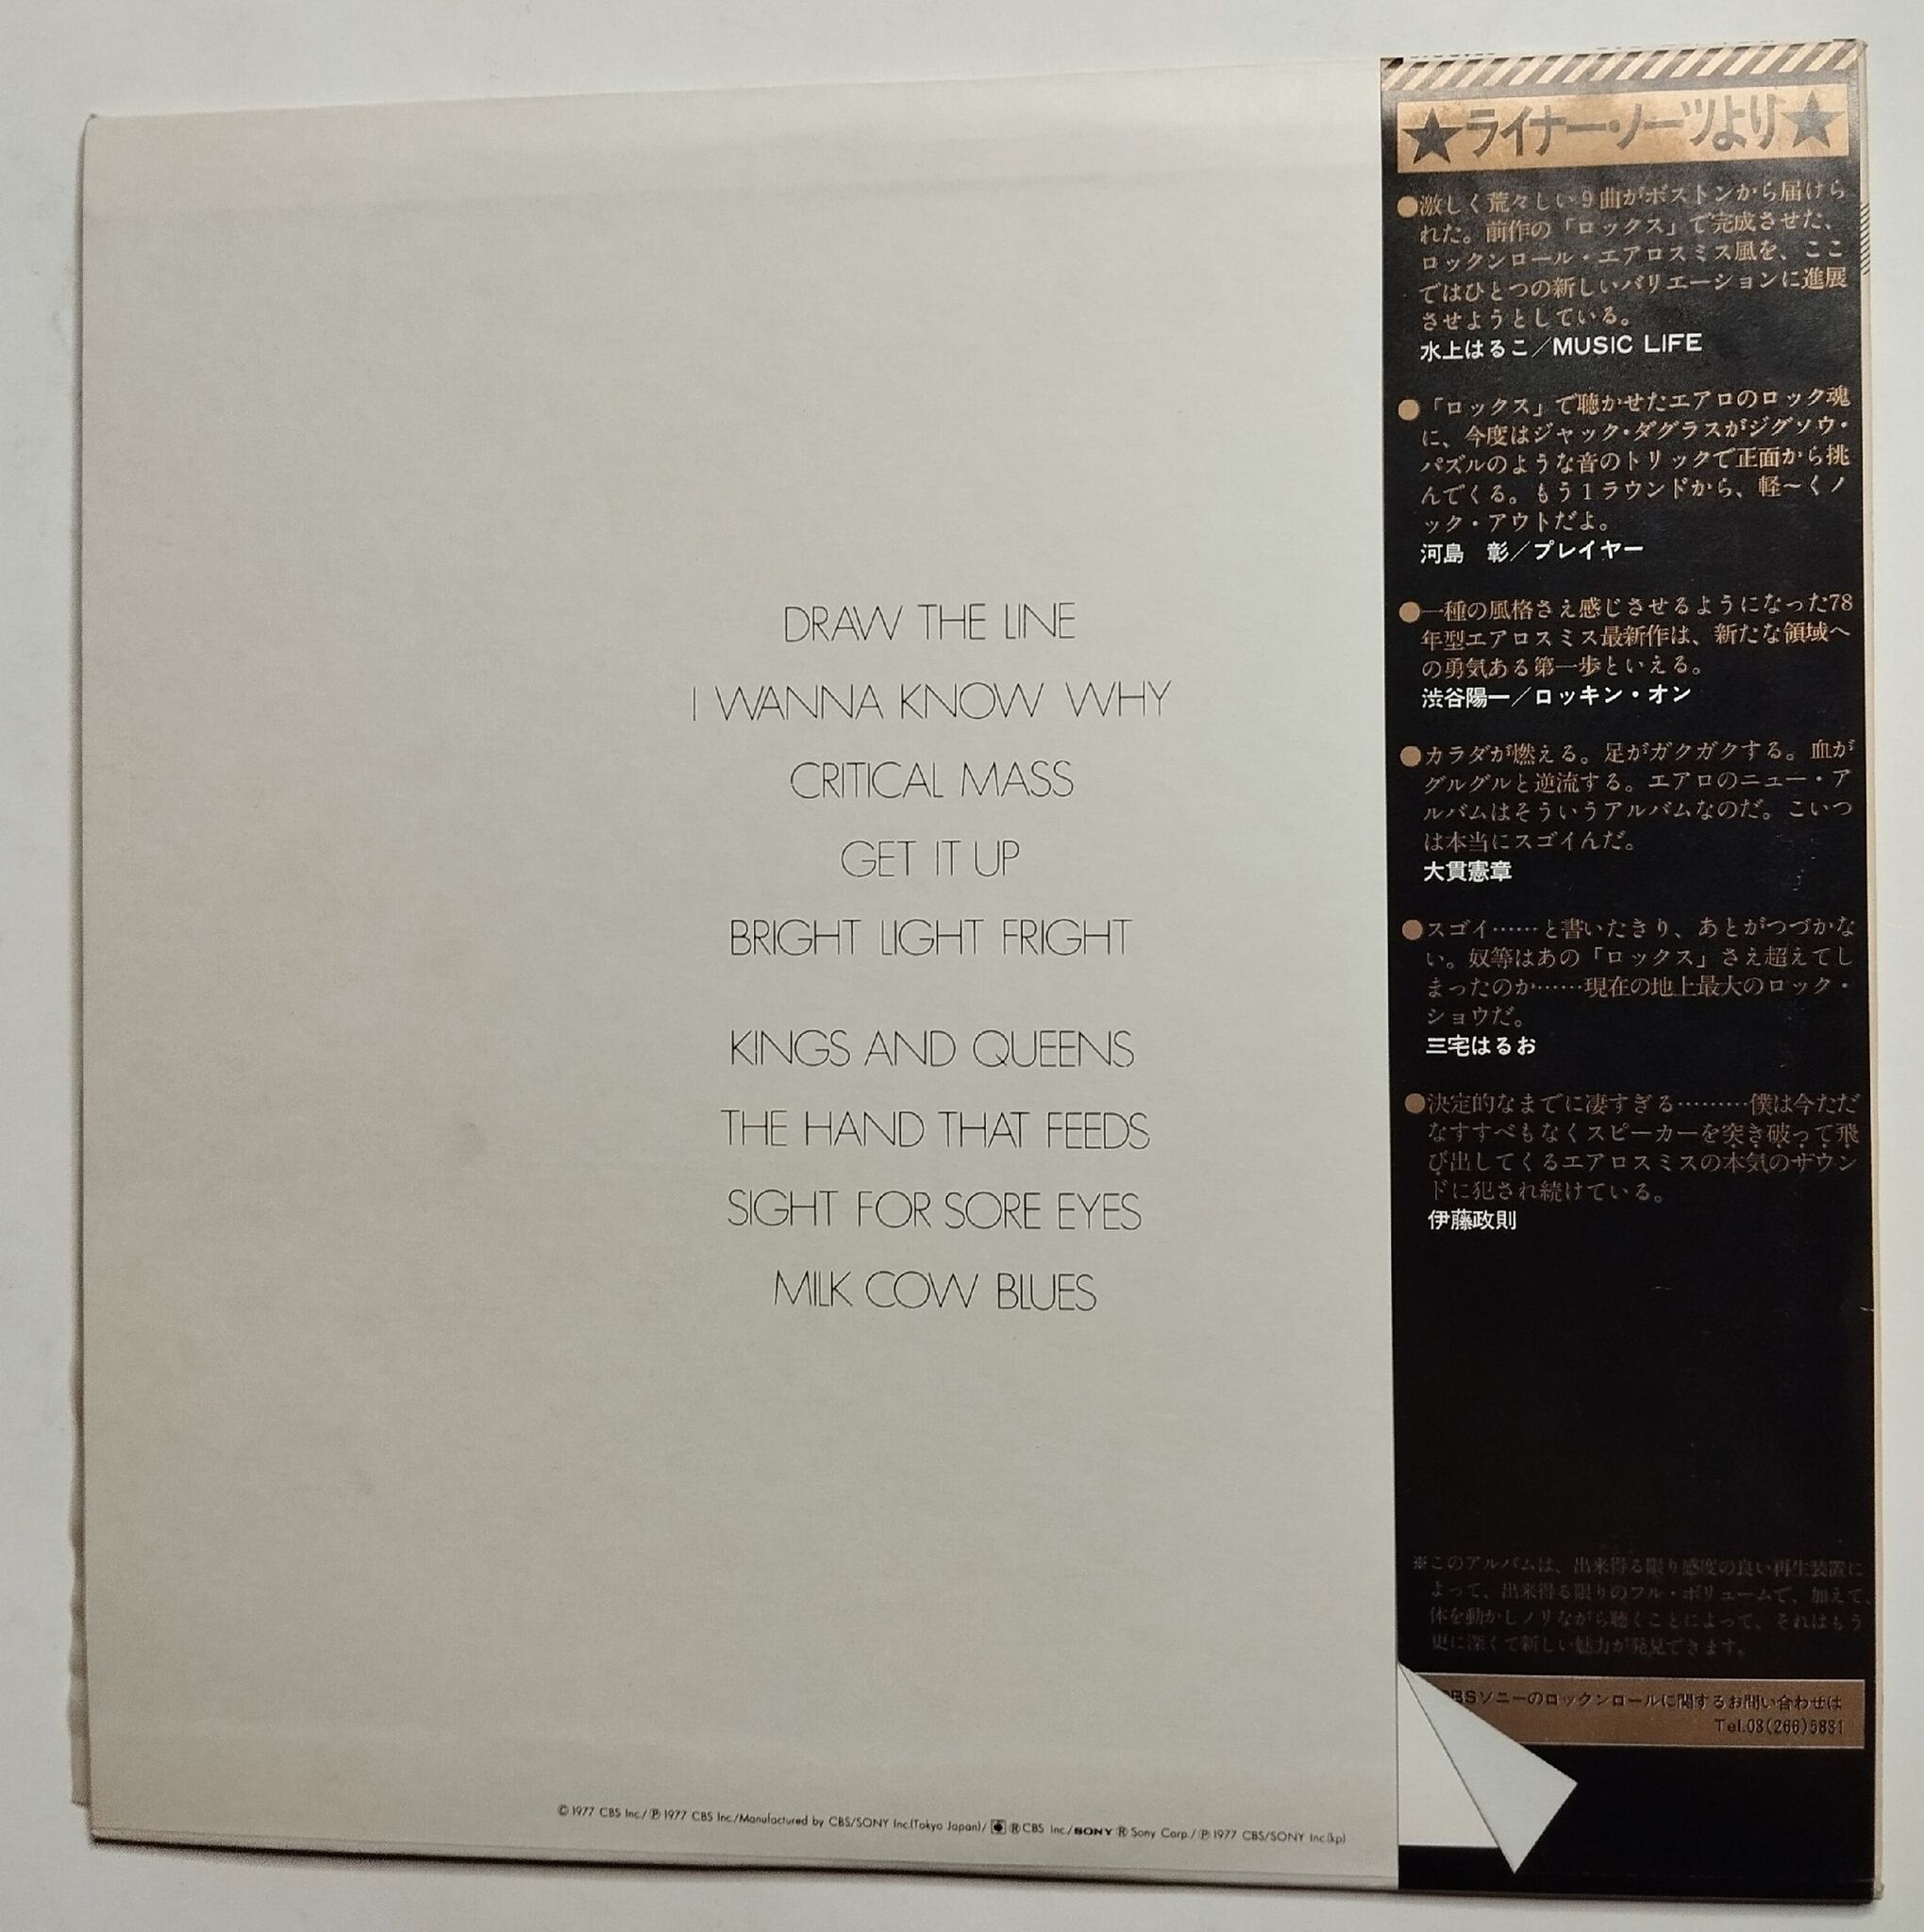 DRAW THE LINE
I WANNA KNOW WHY
CRITICAL MASS
GET IT UP
BRIGHT LIGHT FRIGHT
KINGS AND QUEENS
THE HAND THAT FEEDS
SIGHT FOR SORE EYES
MILK COW BLUES
©1977 CBS Inc./℗1977 CBS Inc./Manufactured by CBS/SONY Inc.(Tokyo Japan)/ ®CBS Inc./SONY ® Sony Corp./℗1977 CBS/SONY Inc.(kp)
★ライナー・ノーツより★
●激しく荒々しい9曲がボストンから届けら
れた。前作の「ロックス」で完成させた、
ロックンロール・エアロスミス風を、ここ
ではひとつの新しいバリエーションに進展
させようとしている。
水上はるこ/MUSIC LIFE
●「ロックス」で聴かせたエアロのロック魂
に、今度はジャック・ダグラスがジグソウ・
パズルのような音のトリックで正面から挑
んでくる。もう1ラウンドから、軽〜くノ
ック・アウトだよ。
河島 彰/プレイヤー
●一種の風格さえ感じさせるようになった78
年型エアロスミス最新作は、新たな領域へ
の勇気ある第一歩といえる。
渋谷陽一/ロッキン・オン
●カラダが燃える。足がガクガクする。血が
グルグルと逆流する。エアロのニュー・ア
ルバムはそういうアルバムなのだ。こいつ
は本当にスゴイんだ。
大貫憲章
●スゴイ……と書いたきり、あとがつづかな
い。奴等はあの「ロックス」さえ超えてし
まったのか……現在の地上最大のロック・
ショウだ。
三宅はるお
●決定的なまでに凄すぎる………僕は今ただ
なすすべもなくスピーカーを突き破って飛
び出してくるエアロスミスの本気のサウン
ドに犯され続けている。
伊藤政則
※このアルバムは、出来得る限り感度の良い再生装置に
よって、出来得る限りのフル・ボリュームで、加えて、
体を動かしノリながら聴くことによって、それはもう
更に深くて新しい魅力が発見できます。
CBSソニーのロックンロールに関するお問い合わせは
Tel.03(266)5831